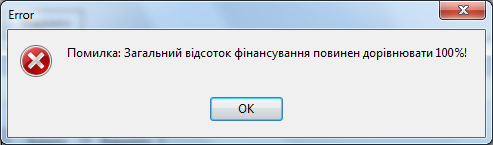 Error
Помилка: Загальний відсоток фінансування повинен дорівнювати 100%!
OK